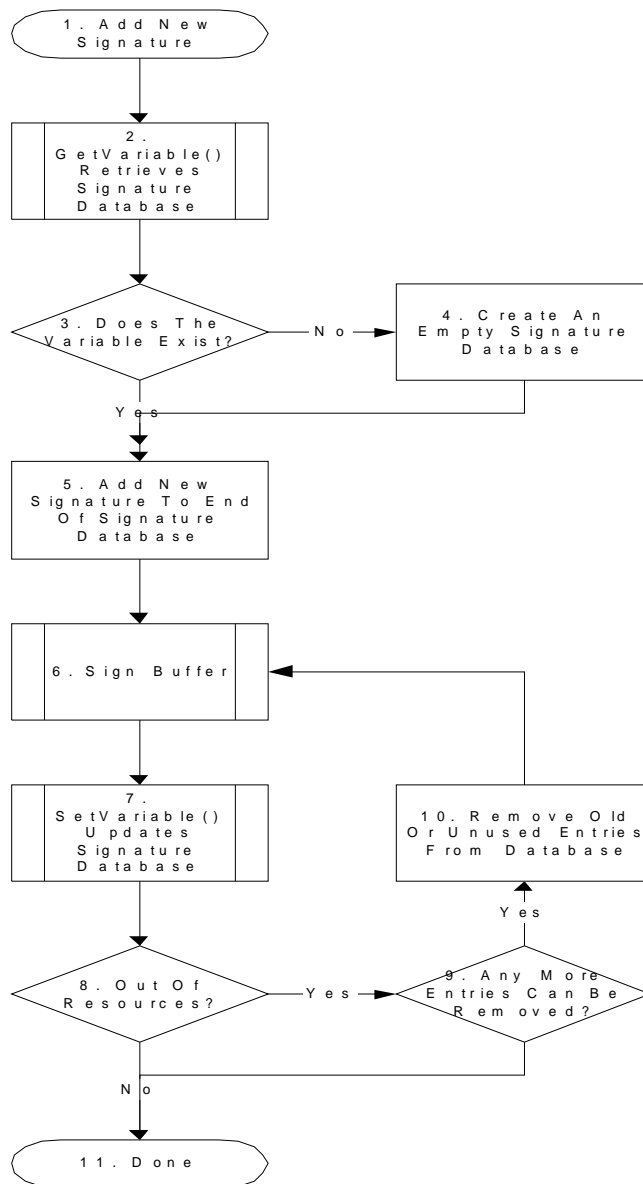 1. Add New
Signature
2.
GetVariable()
Retrieves
Signature
Database
3. Does The
Variable Exist?
No
4. Create An
Empty Signature
Database
Yes
5. Add New
Signature To End
Of Signature
Database
6. Sign Buffer
7.
SetVariable()
Updates
Signature
Database
10. Remove Old
Or Unused Entries
From Database
Yes
8. Out Of
Resources?
Yes
9. Any More
Entries Can Be
Removed?
No
11. Done